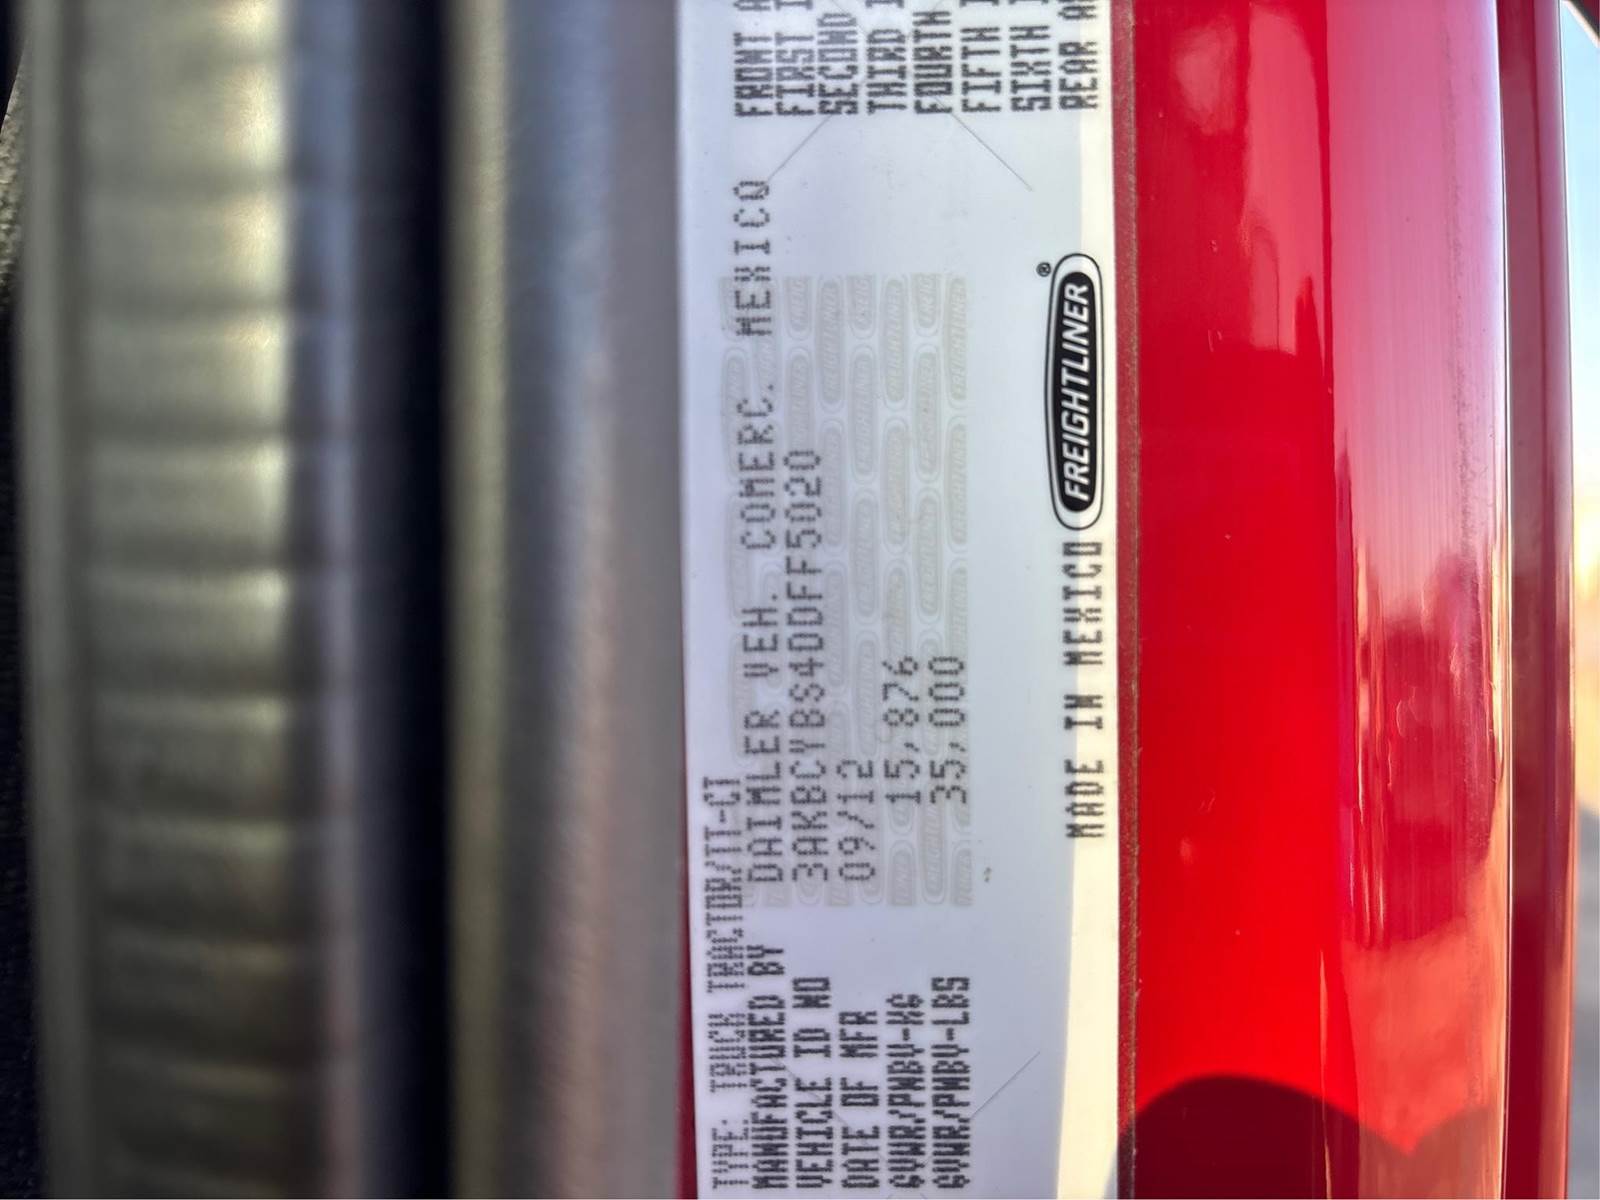 TYPE: TRUCK TRACTOR/TT-CT
MANUFACTURED BY DAIMLER VEH. COMERC. MEXICO
VEHICLE ID NO 3AKBCYBS4DDFF5020
DATE OF MFR 09/12
GVWR/PMBV-KG 15,876
GVWR/PMBV-LBS 35,000
FRONT A
FIRST I
SECOND
THIRD I
FOURTH
FIFTH I
SIXTH I
REAR A
MADE IN MEXICO FREIGHTLINER®